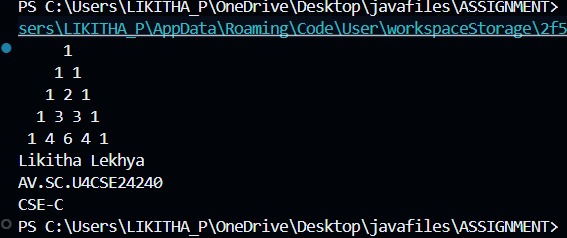 PS C:\Users\LIKITHA_P\OneDrive\Desktop\javafiles\ASSIGNMENT>
sers\LIKITHA_P\AppData\Roaming\Code\User\workspaceStorage\2f5
1
1 1
1 2 1
1 3 3 1
1 4 6 4 1
Likitha Lekhya
AV.SC.U4CSE24240
CSE-C
PS C:\Users\LIKITHA_P\OneDrive\Desktop\javafiles\ASSIGNMENT>